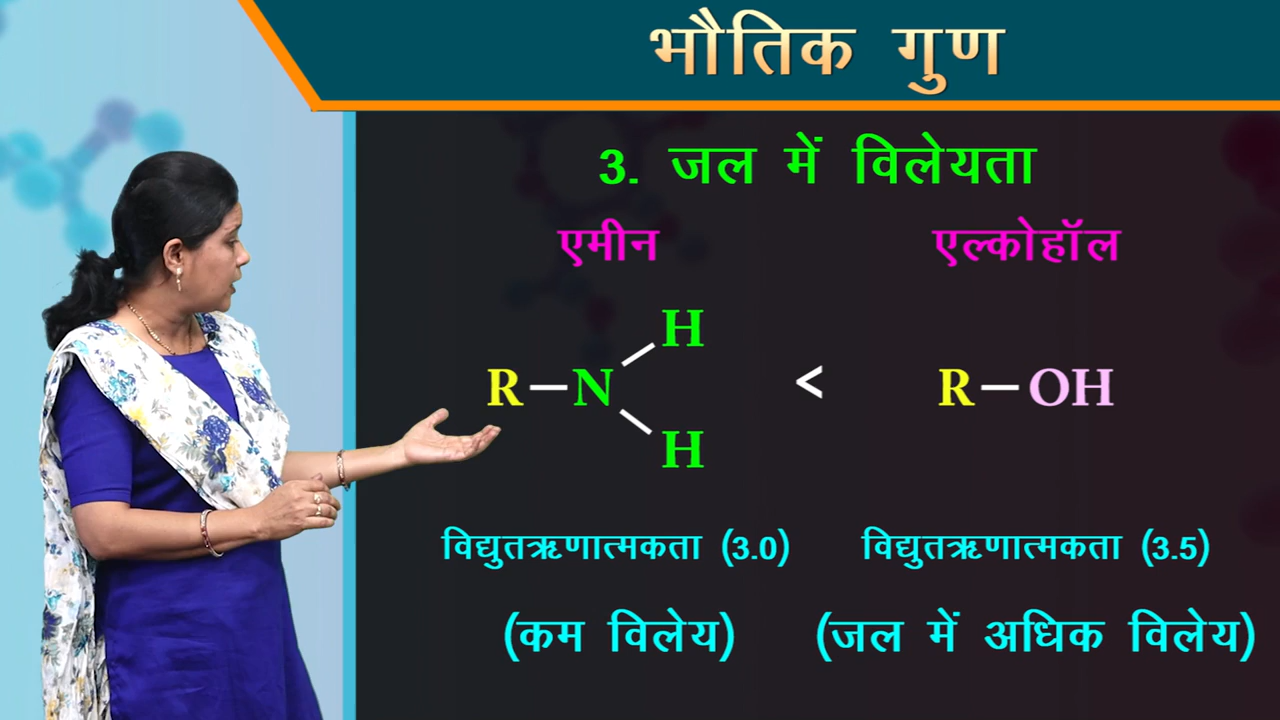 भौतिक गुण
3. जल में विलेयता
एमीन एल्कोहॉल
H
R–N < R–OH
H
विद्युतऋणात्मकता (3.0) विद्युतऋणात्मकता (3.5)
(कम विलेय) (जल में अधिक विलेय)